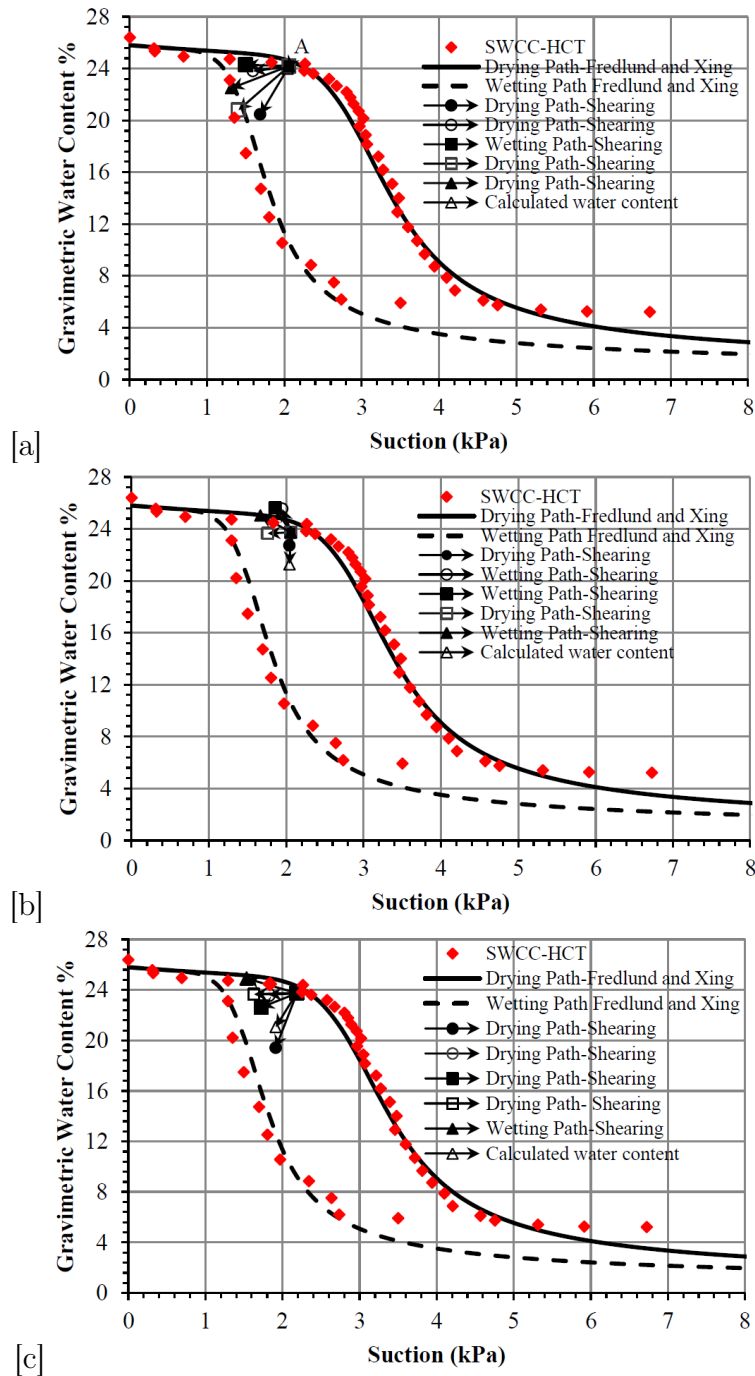 Gravimetric Water Content %
28
24
20
16
12
8
4
0
A
SWCC-HCT
Drying Path-Fredlund and Xing
Wetting Path Fredlund and Xing
Drying Path-Shearing
Drying Path-Shearing
Wetting Path-Shearing
Drying Path-Shearing
Drying Path-Shearing
Calculated water content
0 1 2 3 4 5 6 7 8
Suction (kPa)
[a]
Gravimetric Water Content %
28
24
20
16
12
8
4
0
SWCC-HCT
Drying Path-Fredlund and Xing
Wetting Path Fredlund and Xing
Drying Path-Shearing
Wetting Path-Shearing
Wetting Path-Shearing
Drying Path-Shearing
Wetting Path-Shearing
Calculated water content
0 1 2 3 4 5 6 7 8
Suction (kPa)
[b]
Gravimetric Water Content %
28
24
20
16
12
8
4
0
SWCC-HCT
Drying Path-Fredlund and Xing
Wetting Path Fredlund and Xing
Drying Path-Shearing
Drying Path-Shearing
Drying Path-Shearing
Drying Path- Shearing
Wetting Path-Shearing
Calculated water content
0 1 2 3 4 5 6 7 8
Suction (kPa)
[c]